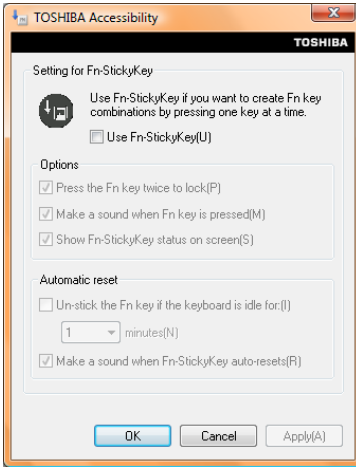 TOSHIBA Accessibility
TOSHIBA
Setting for Fn-StickyKey
Use Fn-StickyKey if you want to create Fn key
combinations by pressing one key at a time.
Use Fn-StickyKey(U)
Options
Press the Fn key twice to lock(P)
Make a sound when Fn key is pressed(M)
Show Fn-StickyKey status on screen(S)
Automatic reset
Un-stick the Fn key if the keyboard is idle for:(I)
1 minutes(N)
Make a sound when Fn-StickyKey auto-resets(R)
OK Cancel Apply(A)